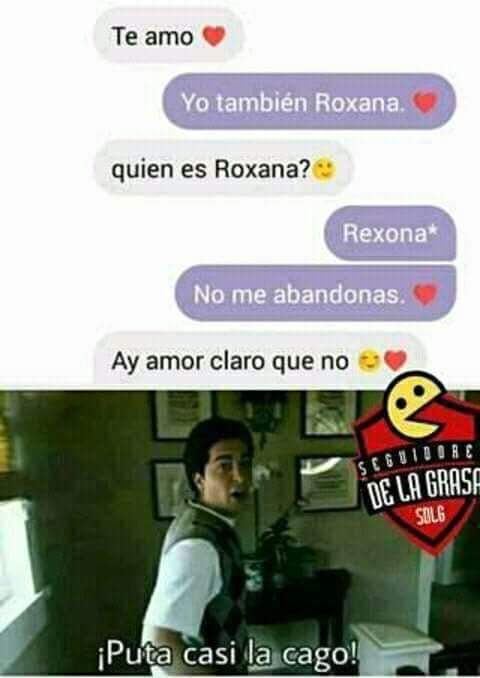 Te amo ❤
Yo también Roxana. ❤
quien es Roxana?😊
Rexona*
No me abandonas. ❤
Ay amor claro que no 😌❤
SEGUIDORE
DE LA GRASA
SDLG
¡Puta casi la cago!